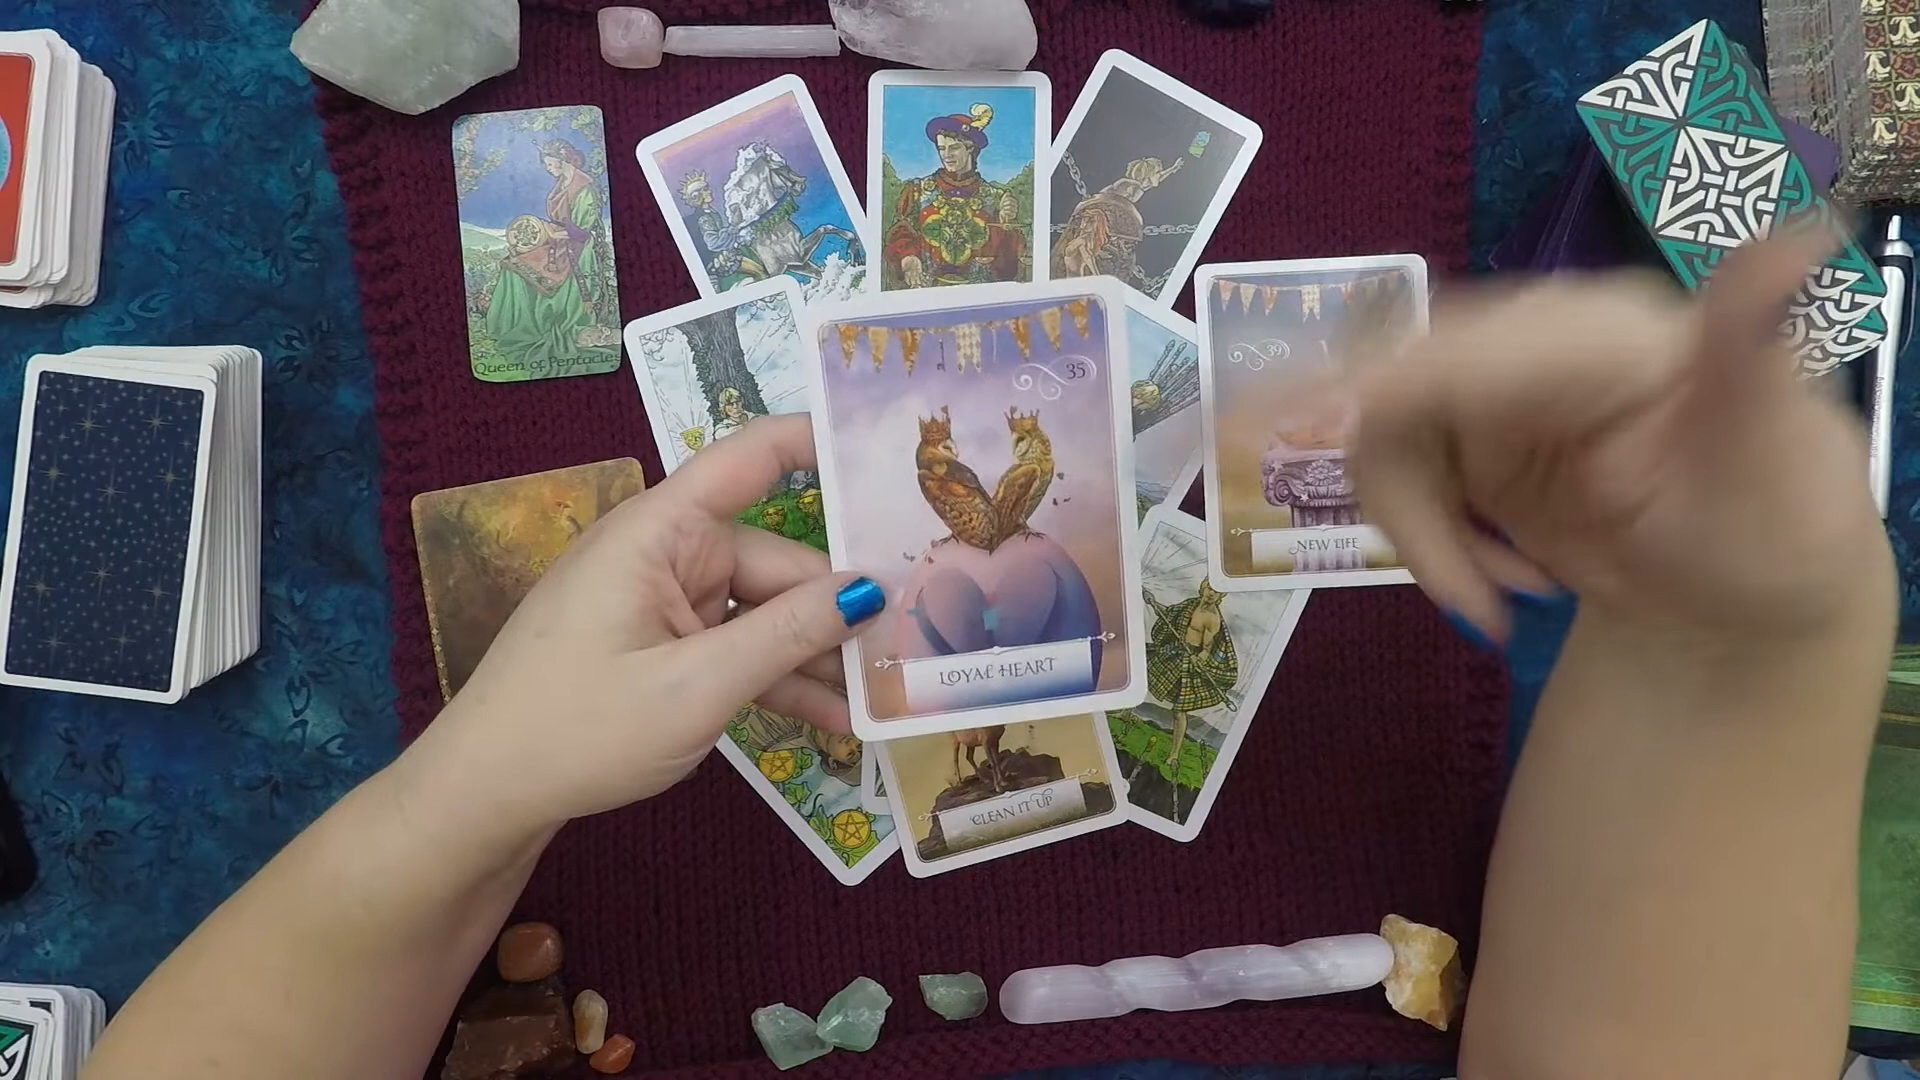 Queen of Pentacles
35
LOYAL HEART
39
NEW LIFE
CLEAN IT UP